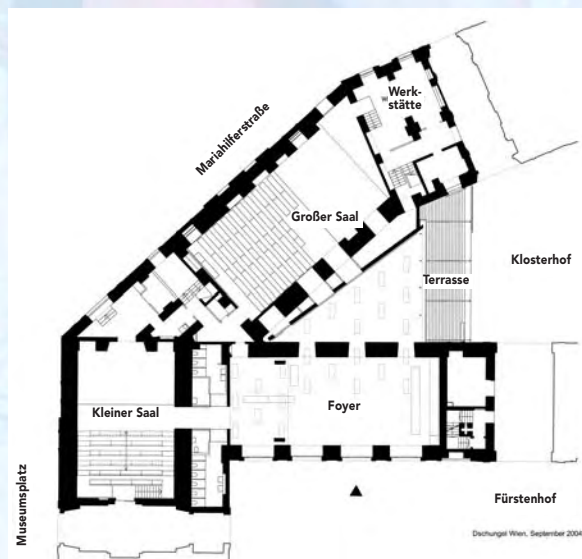 Werk-
stätte
Mariahilferstraße
Großer Saal
Klosterhof
Terrasse
Kleiner Saal
Foyer
Museumsplatz
Fürstenhof
Dschungel Wien, September 2004